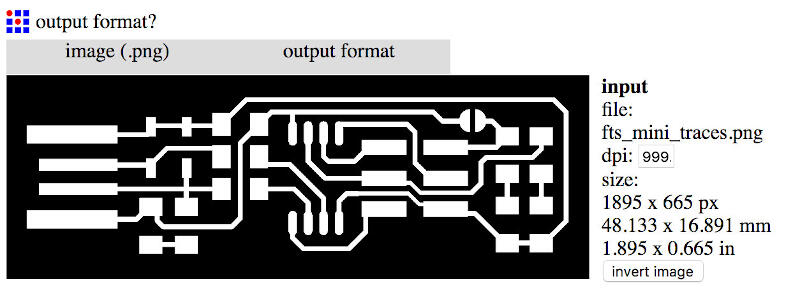 output format?
image (.png)
output format
input
file:
fts_mini_traces.png
dpi: 999.
size:
1895 x 665 px
48.133 x 16.891 mm
1.895 x 0.665 in
invert image